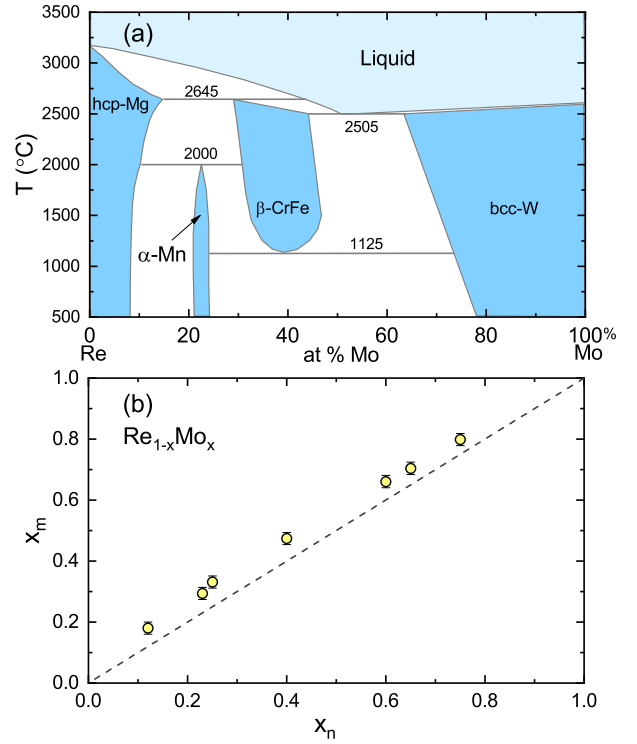 (a)
3500
3000
2500
2000
1500
1000
500
T (°C)
Liquid
hcp-Mg
2645
2505
2000
β-CrFe
bcc-W
α-Mn
1125
0 20 40 60 80 100%
Re at % Mo Mo
(b)
Re1-xMox
1.0
0.8
0.6
0.4
0.2
0.0
xm
0.0 0.2 0.4 0.6 0.8 1.0
xn